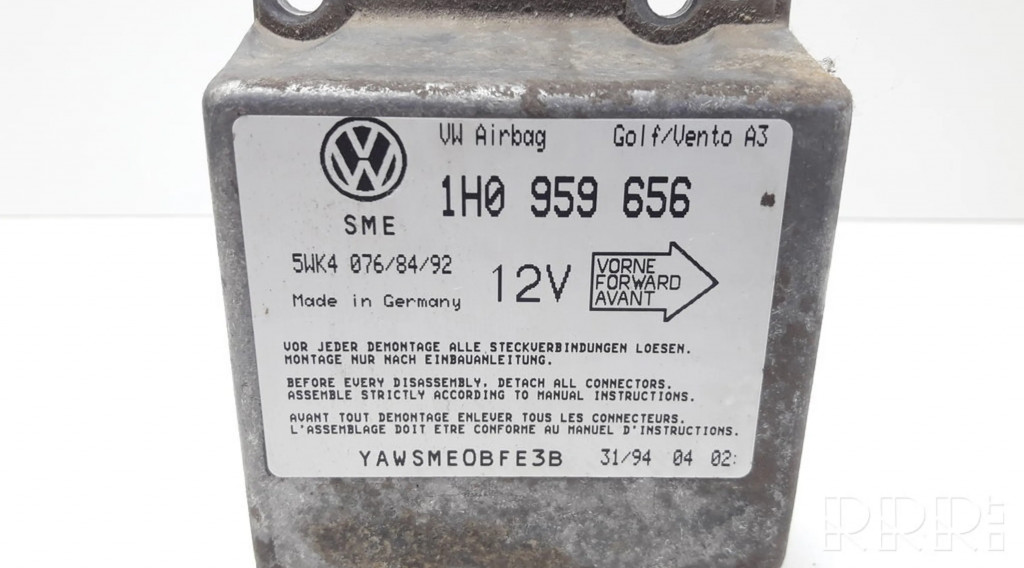 VW Airbag Golf/Vento A3
1H0 959 656
SME
5WK4 076/84/92
12V
VORNE
FORWARD
AVANT
Made in Germany
VOR JEDER DEMONTAGE ALLE STECKVERBINDUNGEN LOESEN.
MONTAGE NUR NACH EINBAUANLEITUNG.
BEFORE EVERY DISASSEMBLY, DETACH ALL CONNECTORS.
ASSEMBLE STRICTLY ACCORDING TO MANUAL INSTRUCTIONS.
AVANT TOUT DEMONTAGE ENLEVER TOUS LES CONNECTEURS.
L'ASSEMBLAGE DOIT ETRE CONFORME AU MANUEL D'INSTRUCTIONS.
YAWSMEOBFE3B 31/94 04 02:
RRR